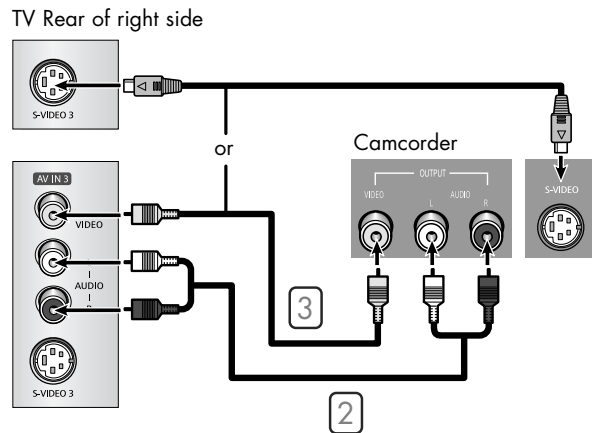 TV Rear of right side
S-VIDEO 3
or
Camcorder
OUTPUT
VIDEO
AUDIO
L
R
S-VIDEO
AV IN 3
VIDEO
AUDIO
S-VIDEO 3
3
2